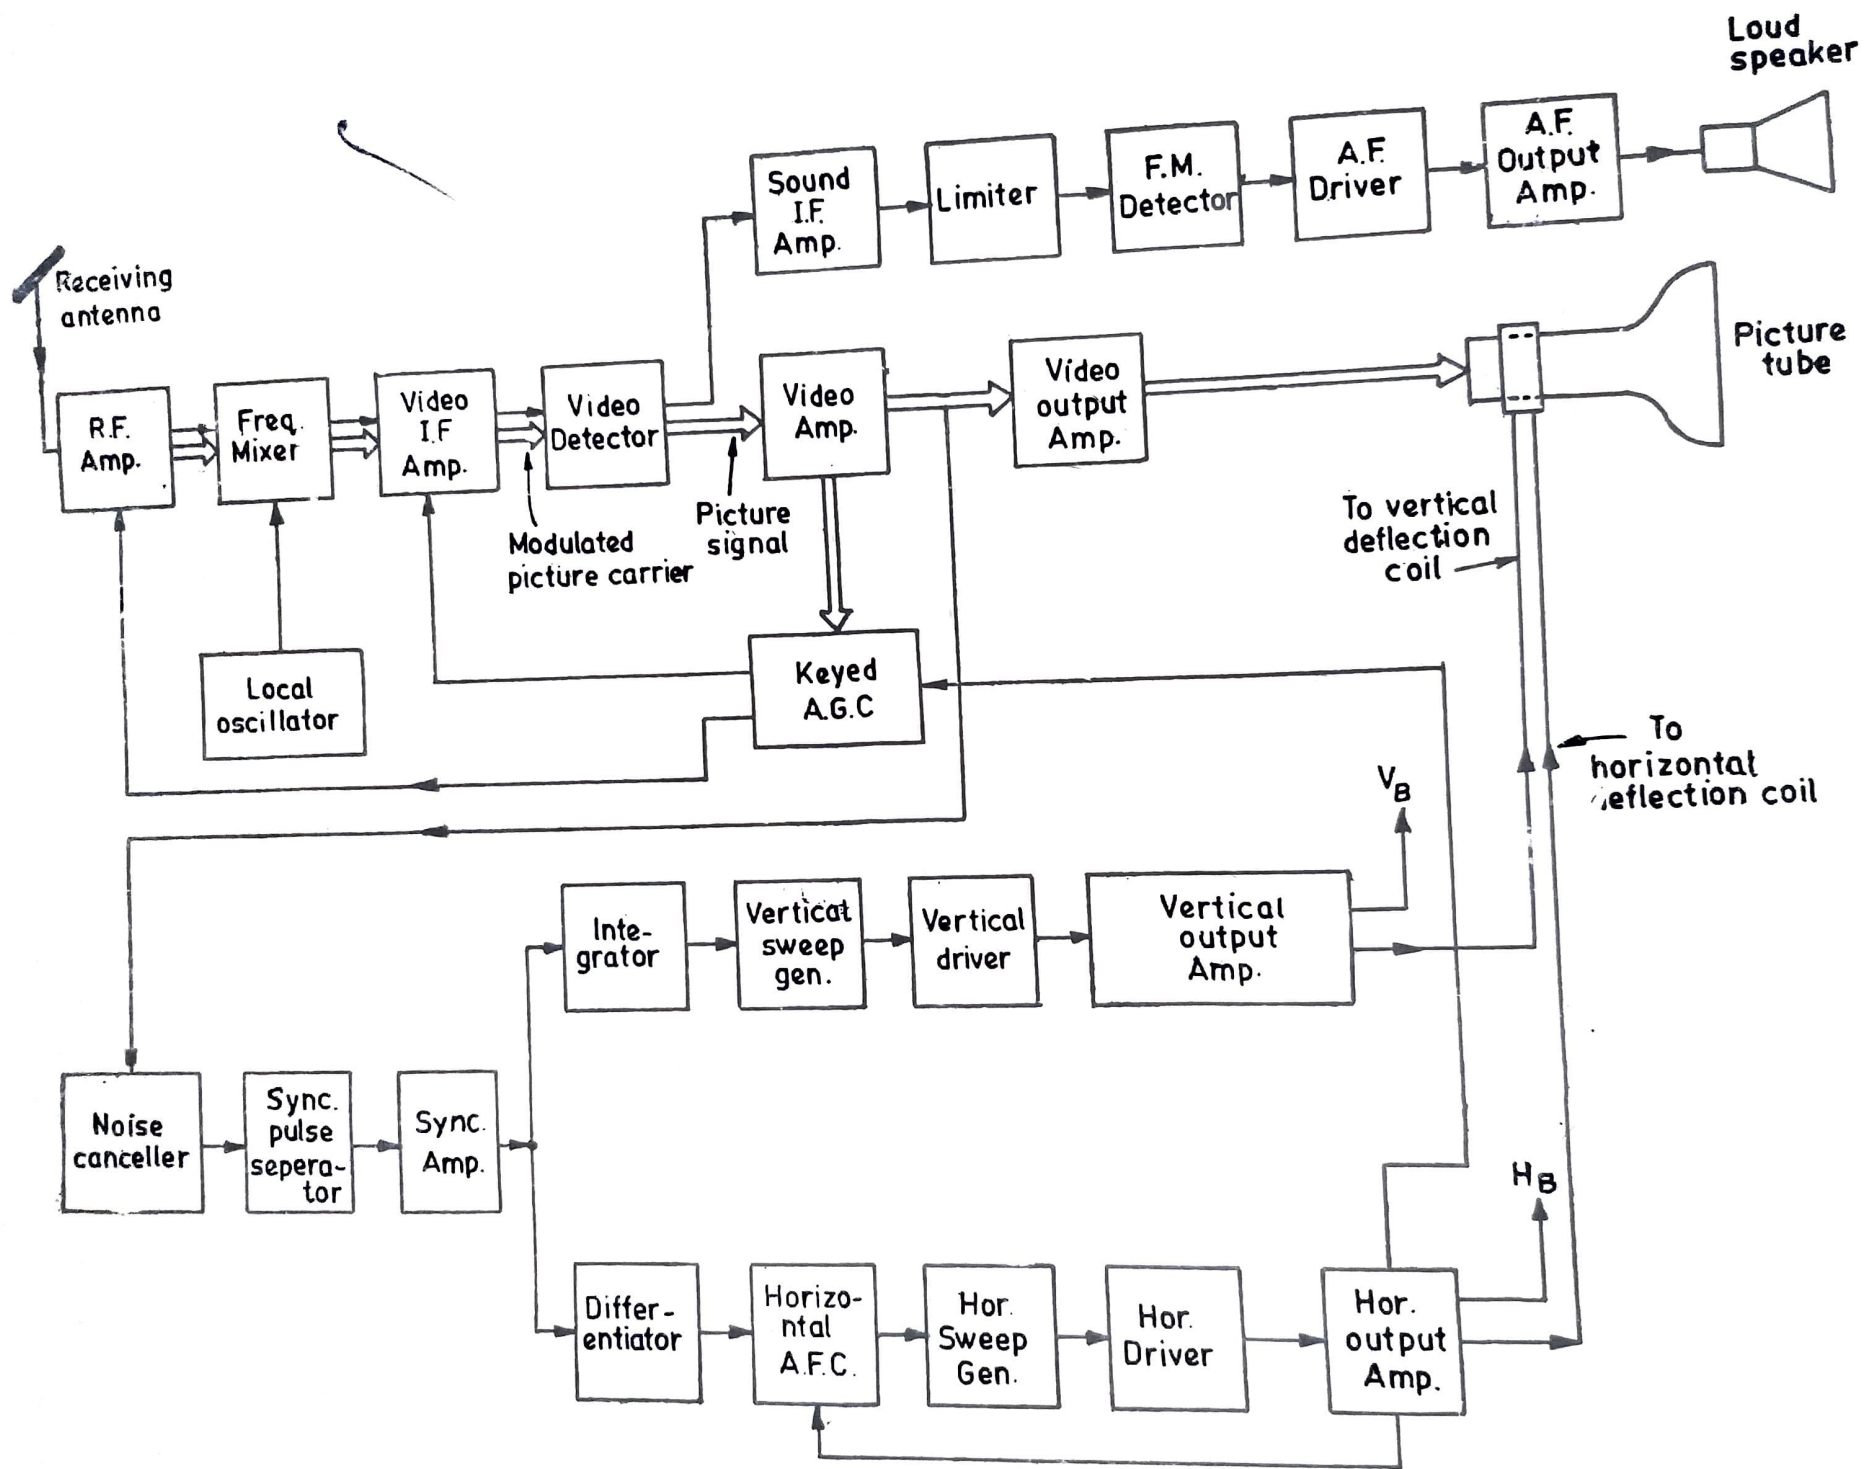 Loud
speaker
Sound
I.F.
Amp.
Limiter
F.M.
Detector
A.F.
DRIVER
A.F.
Output
Amp.
Receiving
antenna
R.F.
Amp.
Freq.
Mixer
Video
I.F
Amp.
Video
Detector
Video
Amp.
Video
output
Amp.
Picture
tube
Modulated
picture carrier
Picture
signal
To vertical
deflection
coil
Local
oscillator
Keyed
A.G.C
To
horizontal
deflection coil
VB
Inte-
grator
Vertical
sweep
gen.
Vertical
driver
Vertical
output
Amp.
Noise
canceller
Sync.
pulse
sepera-
tor
Sync.
Amp.
HB
Differ-
entiator
Horizo-
ntal
A.F.C.
Hor.
Sweep
Gen.
Hor.
Driver
Hor.
output
Amp.